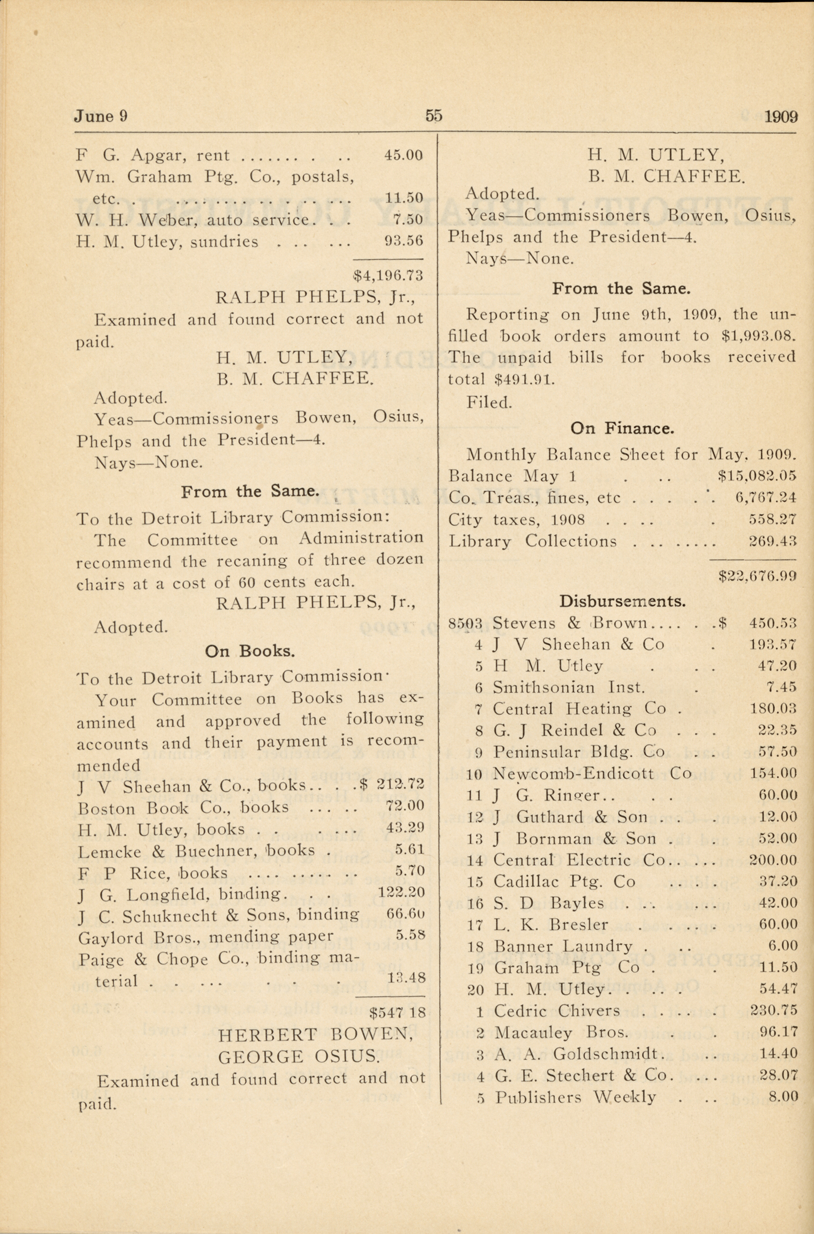 June 9 55 1909
F G. Apgar, rent ....... . .. 45.00
Wm. Graham Ptg. Co., postals,
etc. . .... .. .. .. .. ... 11.50
W. H. Weber, auto service. . . 7.50
H. M. Utley, sundries . .. ... 93.56
$4,196.73
RALPH PHELPS, Jr.,
Examined and found correct and not
paid.
H. M. UTLEY,
B. M. CHAFFEE.
Adopted.
Yeas—Commissioners Bowen, Osius,
Phelps and the President—4.
Nays—None.
From the Same.
To the Detroit Library Commission:
The Committee on Administration
recommend the recaning of three dozen
chairs at a cost of 60 cents each.
RALPH PHELPS, Jr.,
Adopted.
On Books.
To the Detroit Library Commission·
Your Committee on Books has ex-
amined and approved the following
accounts and their payment is recom-
mended
J V Sheehan & Co., books.. . .$ 212.72
Boston Book Co., books ... .. 72.00
H. M. Utley, books . . . ... 43.29
Lemcke & Buechner, books . 5.61
F P Rice, books .... ...... .. 5.70
J G. Longfield, binding. . . 122.20
J C. Schuknecht & Sons, binding 66.60
Gaylord Bros., mending paper 5.58
Paige & Chope Co., binding ma-
terial . . . ... . . . 13.48
$547 18
HERBERT BOWEN,
GEORGE OSIUS.
Examined and found correct and not
paid.
H. M. UTLEY,
B. M. CHAFFEE.
Adopted.
Yeas—Commissioners Bowen, Osius,
Phelps and the President—4.
Nays—None.
From the Same.
Reporting on June 9th, 1909, the un-
filled book orders amount to $1,993.08.
The unpaid bills for books received
total $491.91.
Filed.
On Finance.
Monthly Balance Sheet for May, 1909.
Balance May 1 . .. $15,082.05
Co. Treas., fines, etc . . . . . 6,767.24
City taxes, 1908 . . .. . 558.27
Library Collections . .. ..... 269.43
$22,676.99
Disbursements.
8503 Stevens & Brown.... . .$ 450.53
4 J V Sheehan & Co . 193.57
5 H M. Utley . . . 47.20
6 Smithsonian Inst. . 7.45
7 Central Heating Co . 180.03
8 G. J Reindel & Co . . . 22.35
9 Peninsular Bldg. Co . . 57.50
10 Newcomb-Endicott Co 154.00
11 J G. Ringer.. . . 60.00
12 J Guthard & Son . . . 12.00
13 J Bornman & Son . . 52.00
14 Central Electric Co.. ... 200.00
15 Cadillac Ptg. Co .. . . 37.20
16 S. D Bayles . .. ... 42.00
17 L. K. Bresler . . .. . 60.00
18 Banner Laundry . .. 6.00
19 Graham Ptg Co . . 11.50
20 H. M. Utley. . .. . 54.47
1 Cedric Chivers . . .. . 230.75
2 Macauley Bros. . . 96.17
3 A. A. Goldschmidt. .. 14.40
4 G. E. Stechert & Co. ... 28.07
5 Publishers Weekly . .. 8.00